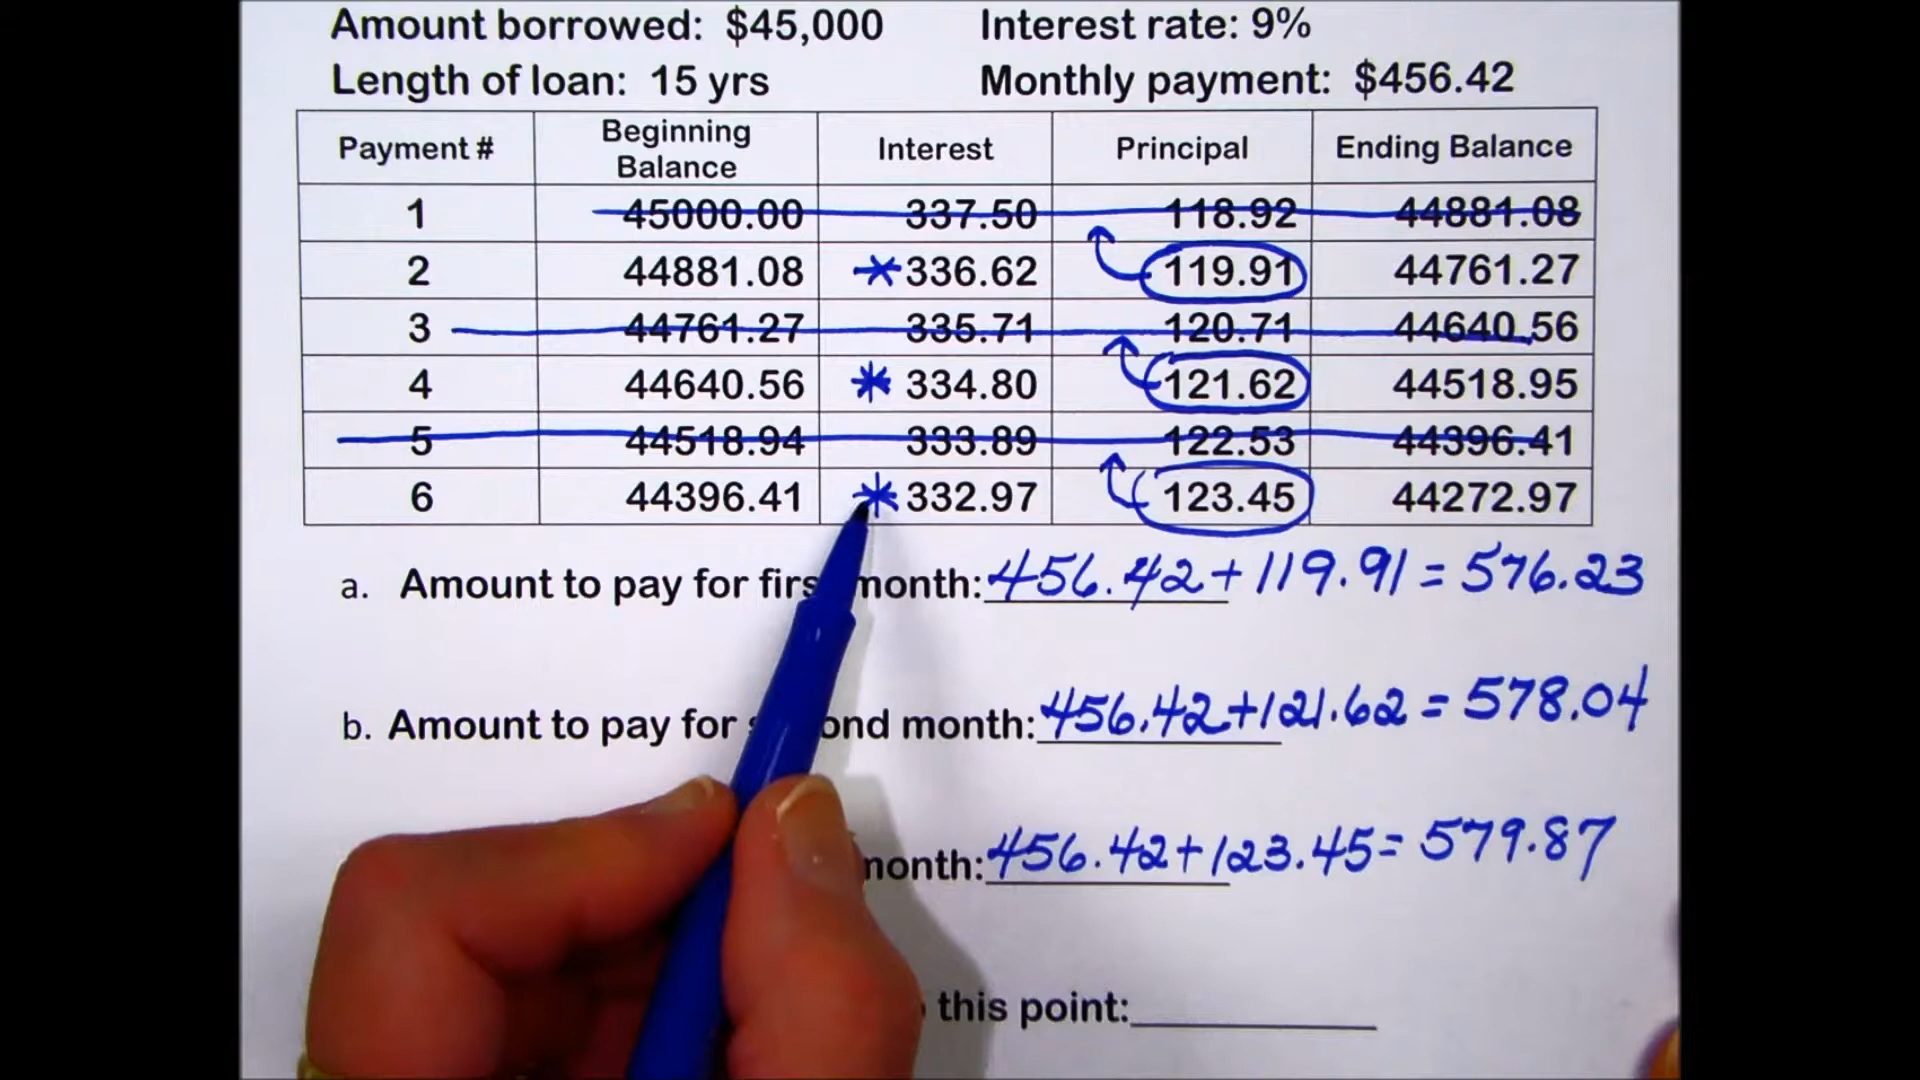 Amount borrowed: $45,000 Interest rate: 9%
Length of loan: 15 yrs Monthly payment: $456.42
Payment # Beginning Balance Interest Principal Ending Balance
1 45000.00 337.50 118.92 44881.08
2 44881.08 336.62 119.91 44761.27
3 44761.27 335.71 120.71 44640.56
4 44640.56 334.80 121.62 44518.95
5 44518.94 333.89 122.53 44396.41
6 44396.41 332.97 123.45 44272.97
a. Amount to pay for month: 456.42 + 119.91 = 576.23
b. Amount to pay for month: 456.42 + 121.62 = 578.04
456.42 + 123.45 = 579.87
this point: